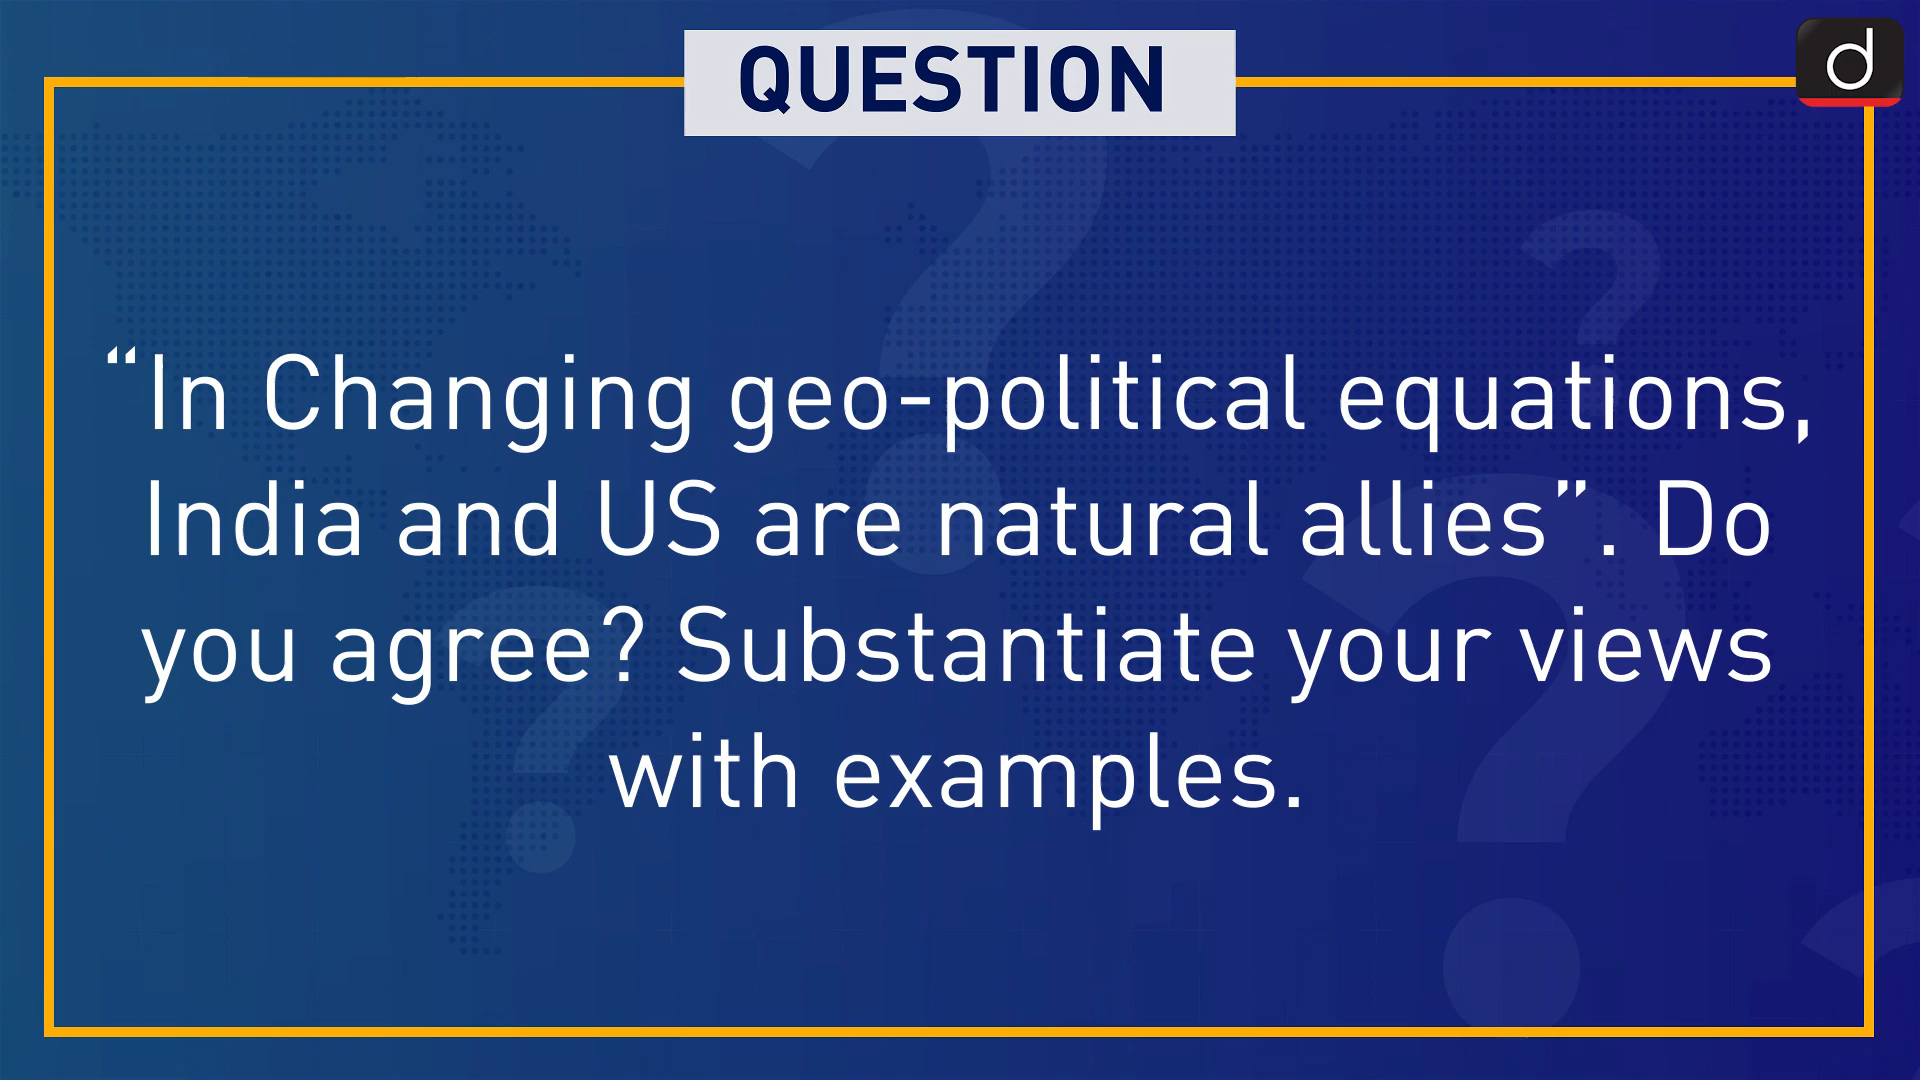 QUESTION
d
“In Changing geo-political equations,
India and US are natural allies”. Do
you agree? Substantiate your views
with examples.